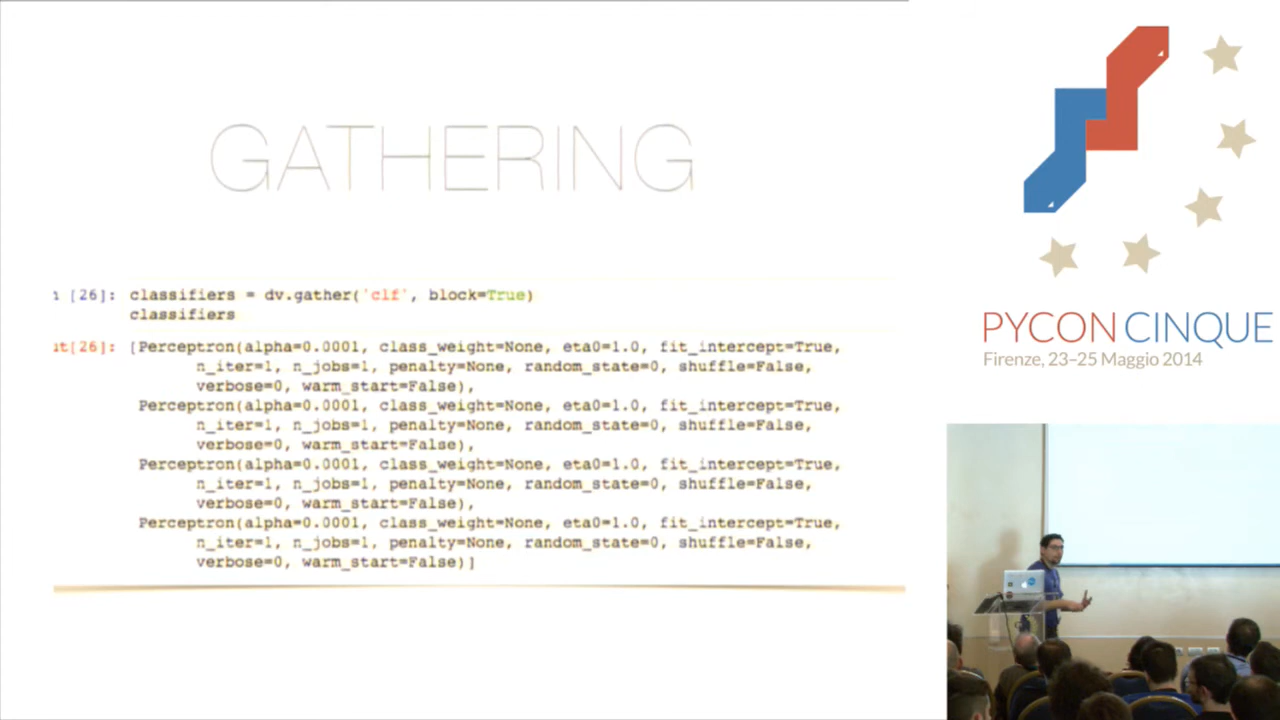 GATHERING
n [26]: classifiers = dv.gather('clf', block=True)
classifiers
ut[26]: [Perceptron(alpha=0.0001, class_weight=None, eta0=1.0, fit_intercept=True,
n_iter=1, n_jobs=1, penalty=None, random_state=0, shuffle=False,
verbose=0, warm_start=False),
Perceptron(alpha=0.0001, class_weight=None, eta0=1.0, fit_intercept=True,
n_iter=1, n_jobs=1, penalty=None, random_state=0, shuffle=False,
verbose=0, warm_start=False),
Perceptron(alpha=0.0001, class_weight=None, eta0=1.0, fit_intercept=True,
n_iter=1, n_jobs=1, penalty=None, random_state=0, shuffle=False,
verbose=0, warm_start=False),
Perceptron(alpha=0.0001, class_weight=None, eta0=1.0, fit_intercept=True,
n_iter=1, n_jobs=1, penalty=None, random_state=0, shuffle=False,
verbose=0, warm_start=False)]
PYCON CINQUE
Firenze, 23-25 Maggio 2014